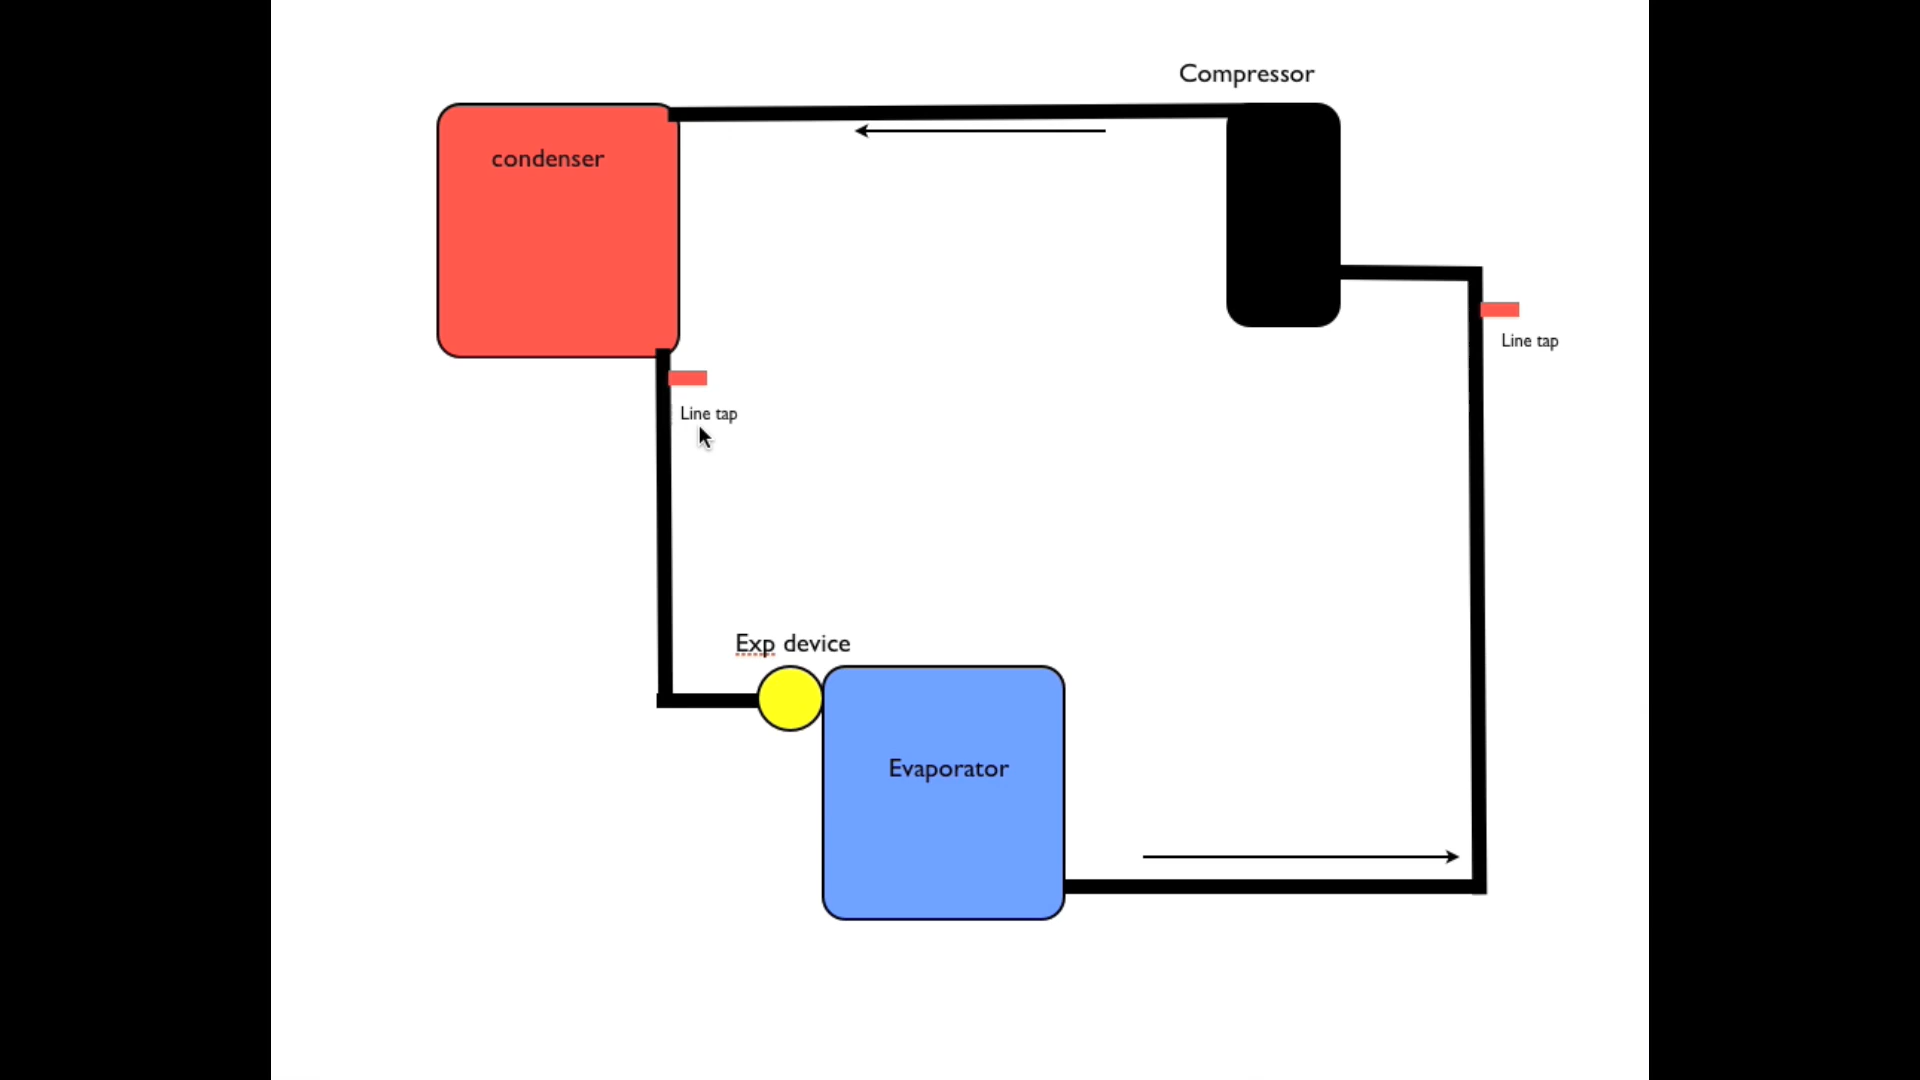 Compressor
condenser
Line tap
Line tap
Exp device
Evaporator